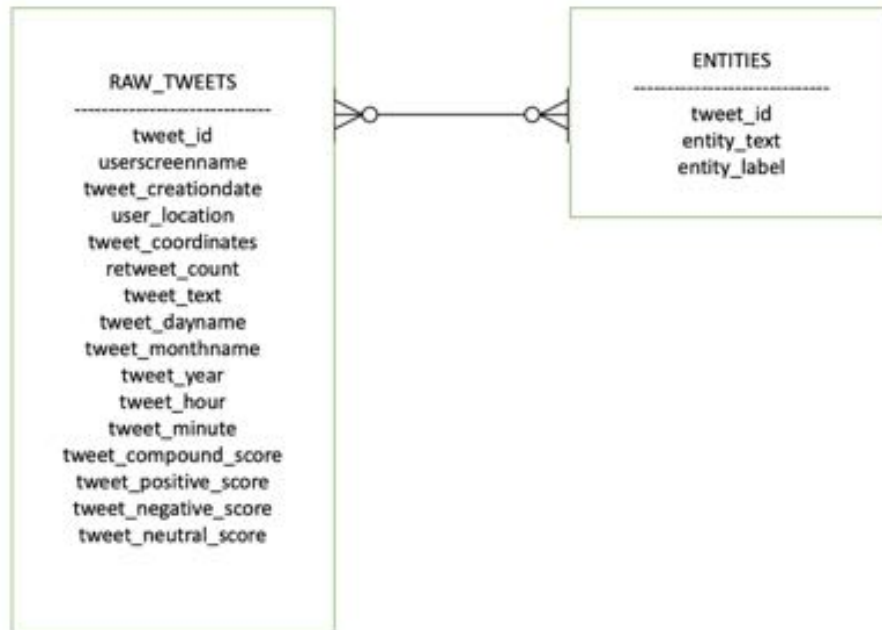 RAW_TWEETS
------------------------------
tweet_id
userscreenname
tweet_creationdate
user_location
tweet_coordinates
retweet_count
tweet_text
tweet_dayname
tweet_monthname
tweet_year
tweet_hour
tweet_minute
tweet_compound_score
tweet_positive_score
tweet_negative_score
tweet_neutral_score
ENTITIES
------------------------------
tweet_id
entity_text
entity_label